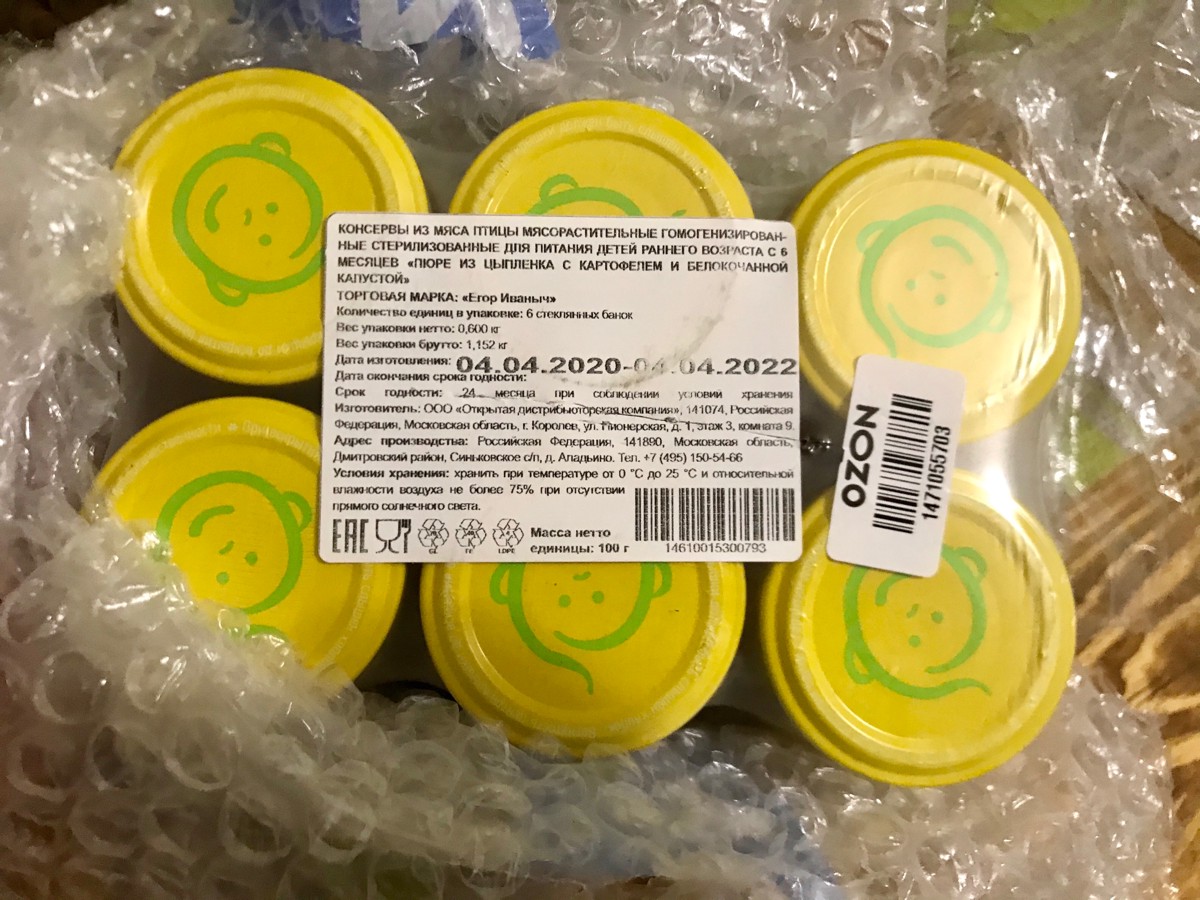 КОНСЕРВЫ ИЗ МЯСА ПТИЦЫ МЯСОРАСТИТЕЛЬНЫЕ ГОМОГЕНИЗИРОВАН-
НЫЕ СТЕРИЛИЗОВАННЫЕ ДЛЯ ПИТАНИЯ ДЕТЕЙ РАННЕГО ВОЗРАСТА С 6
МЕСЯЦЕВ «ПЮРЕ ИЗ ЦЫПЛЕНКА С КАРТОФЕЛЕМ И БЕЛОКОЧАННОЙ
КАПУСТОЙ»
ТОРГОВАЯ МАРКА: «Егор Иваныч»
Количество единиц в упаковке: 6 стеклянных банок
Вес упаковки нетто: 0,600 кг
Вес упаковки брутто: 1,152 кг
Дата изготовления: 04.04.2020-04.04.2022
Дата окончания срока годности:
Срок годности: 24 месяца при соблюдении условий хранения
Изготовитель: ООО «Открытая дистрибьюторская компания», 141074, Российская
Федерация, Московская область, г. Королев, ул. Пионерская, д. 1, этаж 3, комната 9.
Адрес производства: Российская Федерация, 141890, Московская область,
Дмитровский район, Синьковское с/п, д. Аладьино. Тел. +7 (495) 150-54-66
Условия хранения: хранить при температуре от 0 °C до 25 °C и относительной
влажности воздуха не более 75% при отсутствии
прямого солнечного света.
EAC
GL
FE
LDPE
Масса нетто
единицы: 100 г
14610015300793
OZON
1471055703